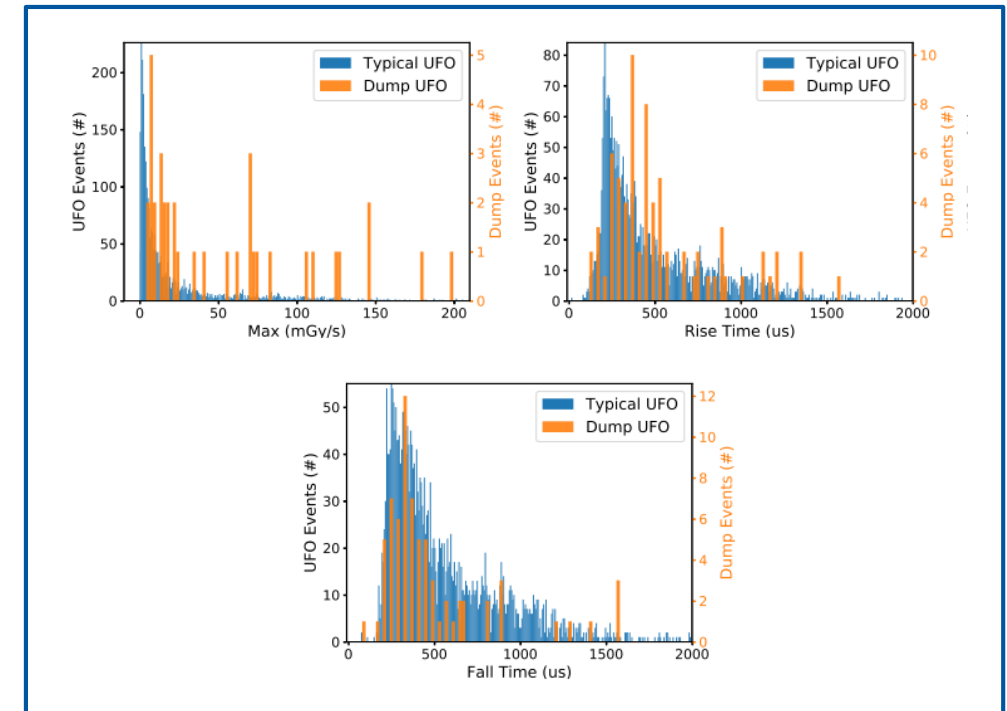 Typical UFO
Dump UFO
UFO Events (#)
Dump Events (#)
0
50
100
150
200
0
1
2
3
4
5
0 50 100 150 200
Max (mGy/s)
Typical UFO
Dump UFO
UFO Events (#)
Dump Events (#)
0
10
20
30
40
50
60
70
80
0
2
4
6
8
10
0 500 1000 1500 2000
Rise Time (us)
Typical UFO
Dump UFO
UFO Events (#)
Dump Events (#)
0
10
20
30
40
50
0
2
4
6
8
10
12
0 500 1000 1500 2000
Fall Time (us)